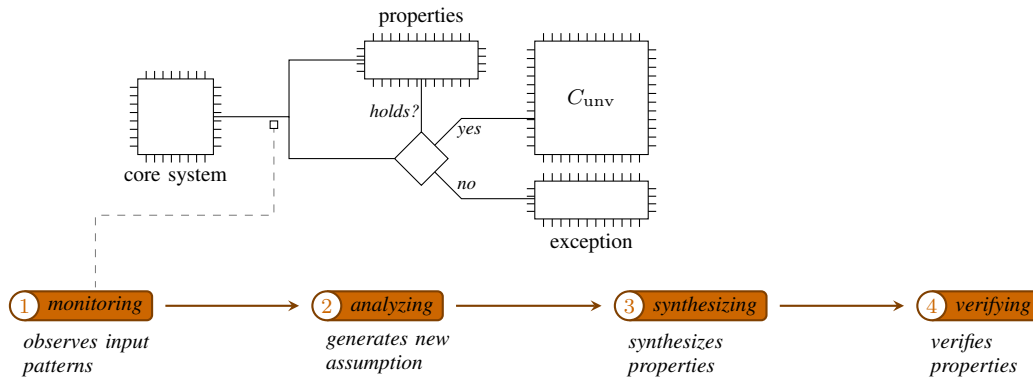 properties
C_unv
holds?
yes
core system
no
exception
1 monitoring
2 analyzing
3 synthesizing
4 verifying
observes input
patterns
generates new
assumption
synthesizes
properties
verifies
properties